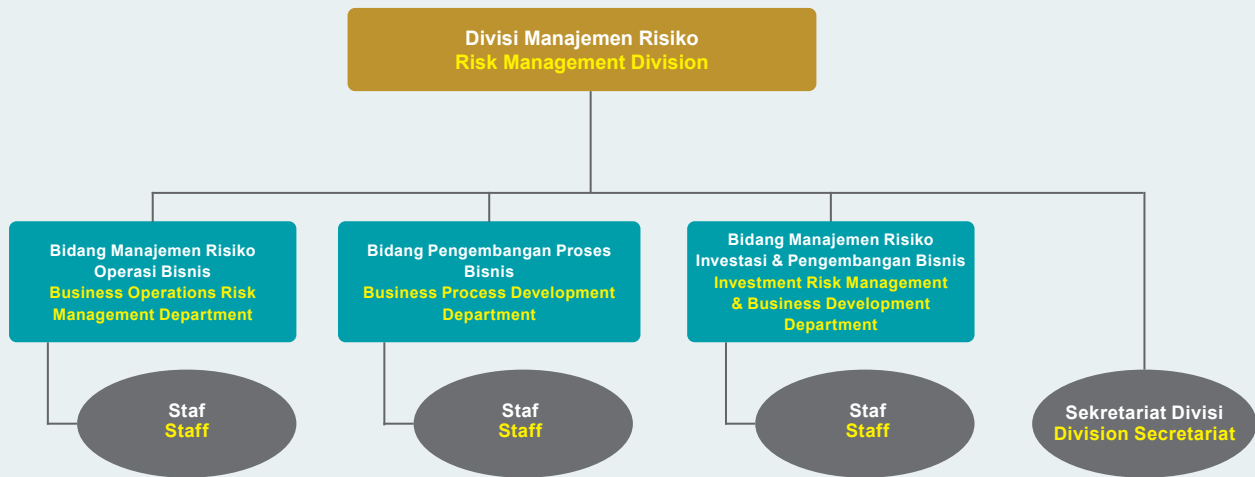 Divisi Manajemen Risiko
Risk Management Division
Bidang Manajemen Risiko
Operasi Bisnis
Business Operations Risk
Management Department
Bidang Pengembangan Proses
Bisnis
Business Process Development
Department
Bidang Manajemen Risiko
Investasi & Pengembangan Bisnis
Investment Risk Management
& Business Development
Department
Staf
Staff
Staf
Staff
Staf
Staff
Sekretariat Divisi
Division Secretariat